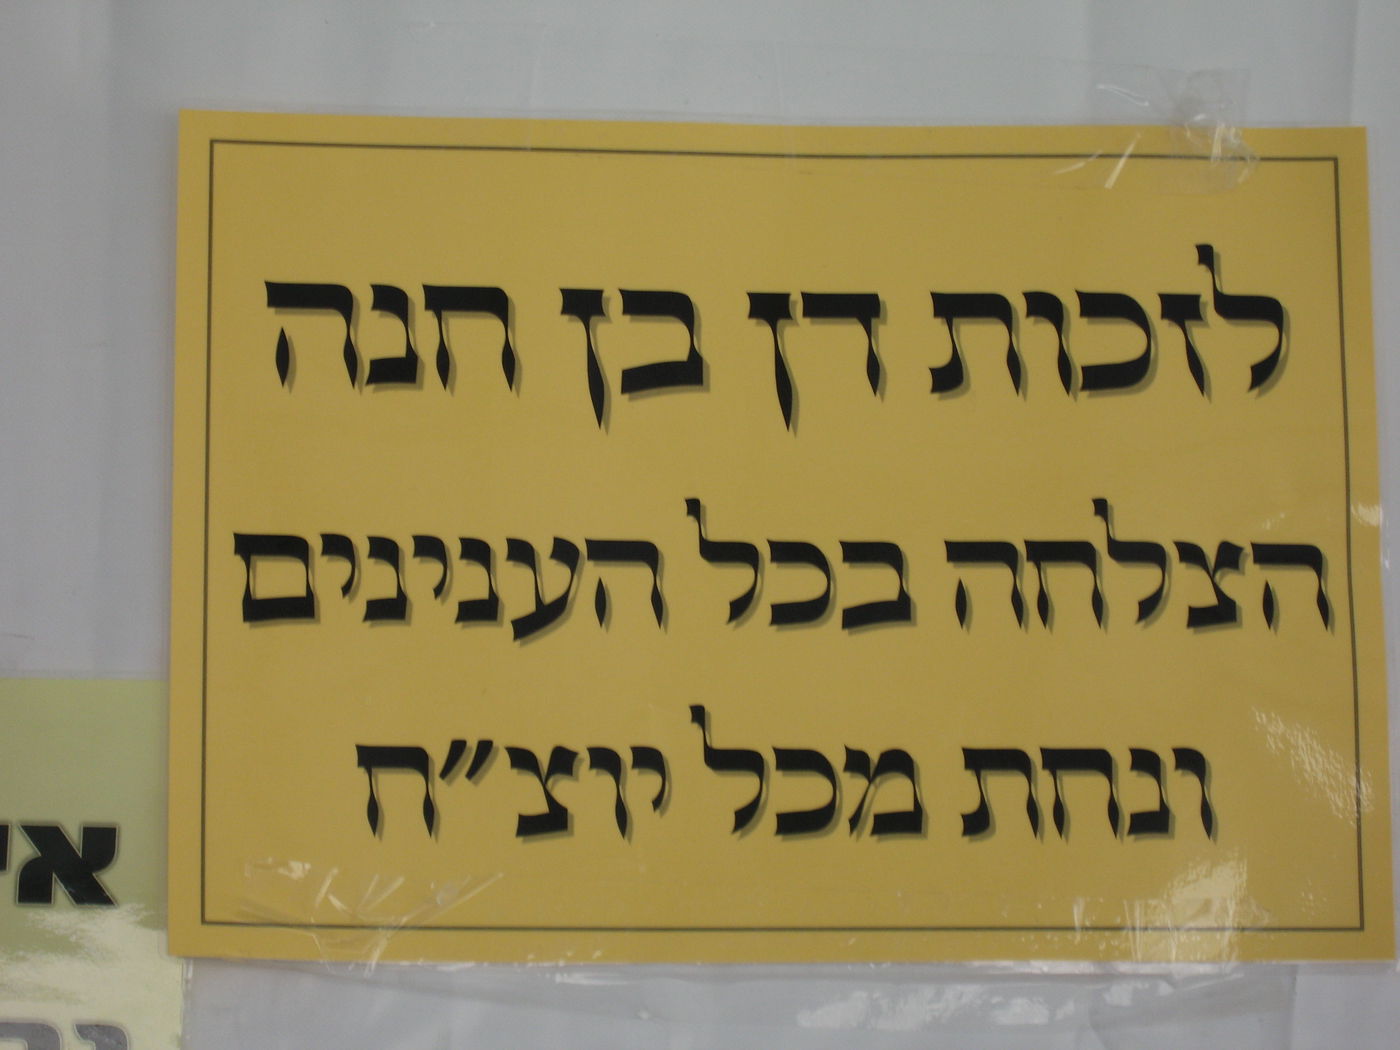 לזכות דן בן חנה
הצלחה בכל הענינים
ונחת מכל יוצ״ח